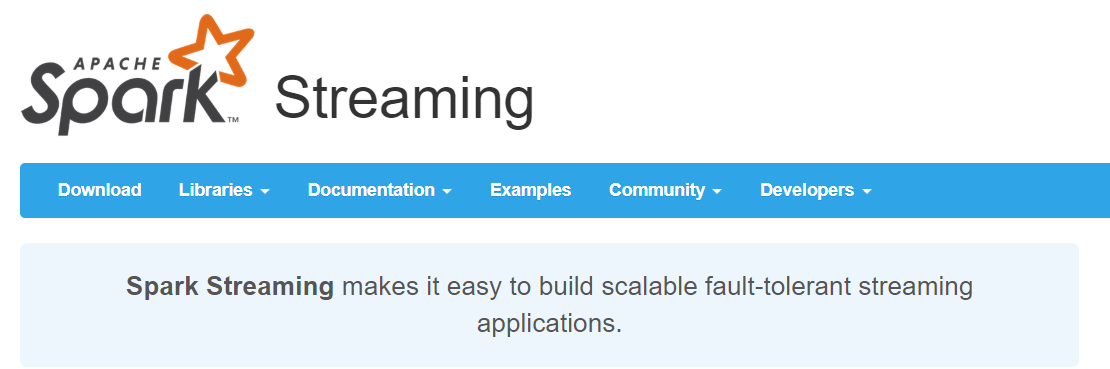 APACHE
Spark™ Streaming
Download Libraries Documentation Examples Community Developers
Spark Streaming makes it easy to build scalable fault-tolerant streaming
applications.